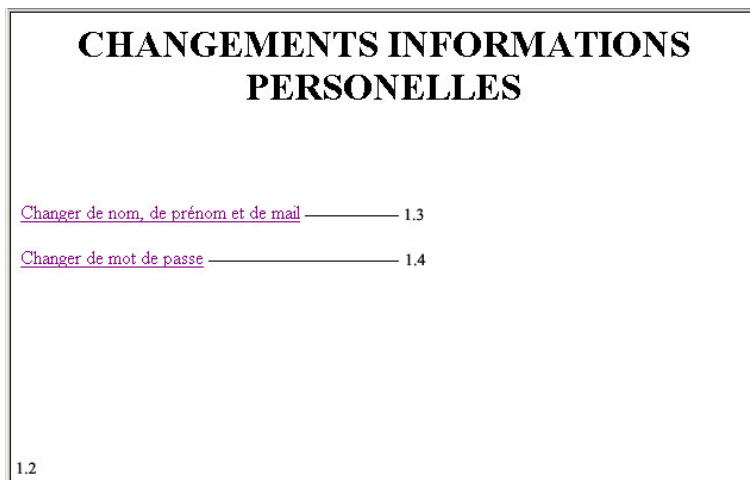 CHANGEMENTS INFORMATIONS
PERSONELLES
Changer de nom, de prénom et de mail 1.3
Changer de mot de passe 1.4
1.2